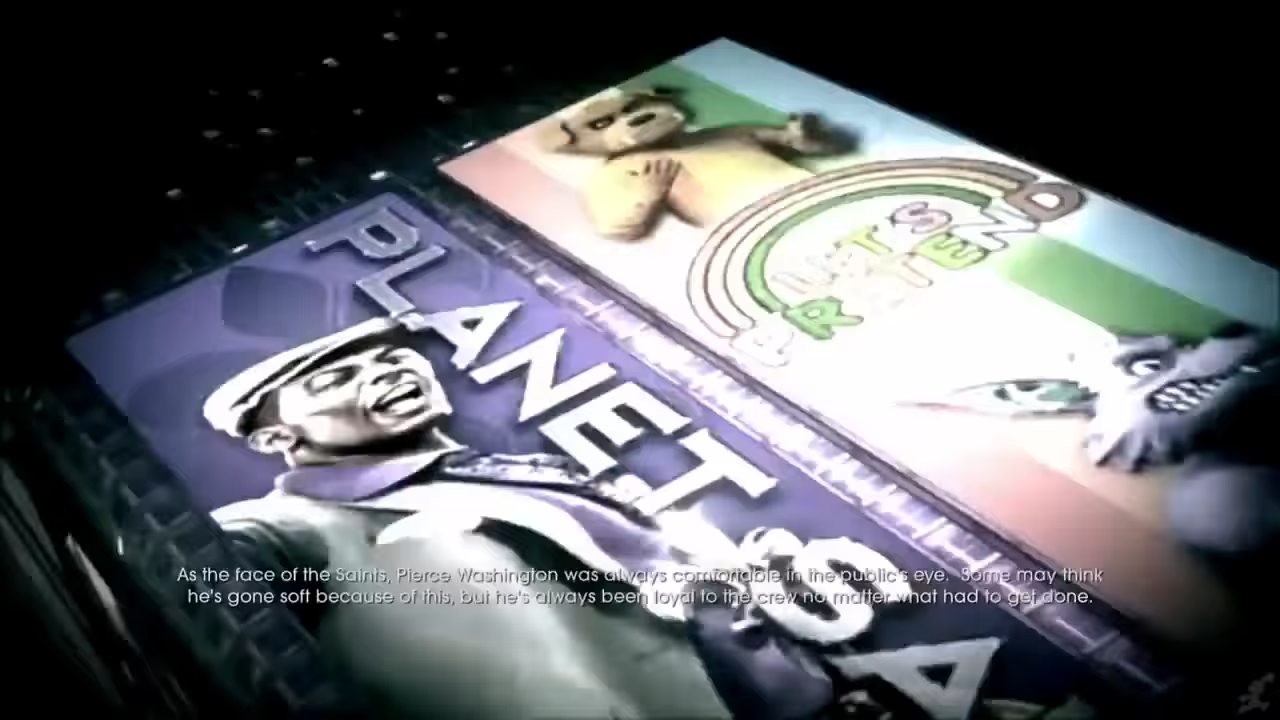 PLANET SA
As the face of the Saints, Pierce Washington was always comfortable in the public's eye. Some may think
he's gone soft because of this, but he's always been loyal to the crew no matter what had to get done.